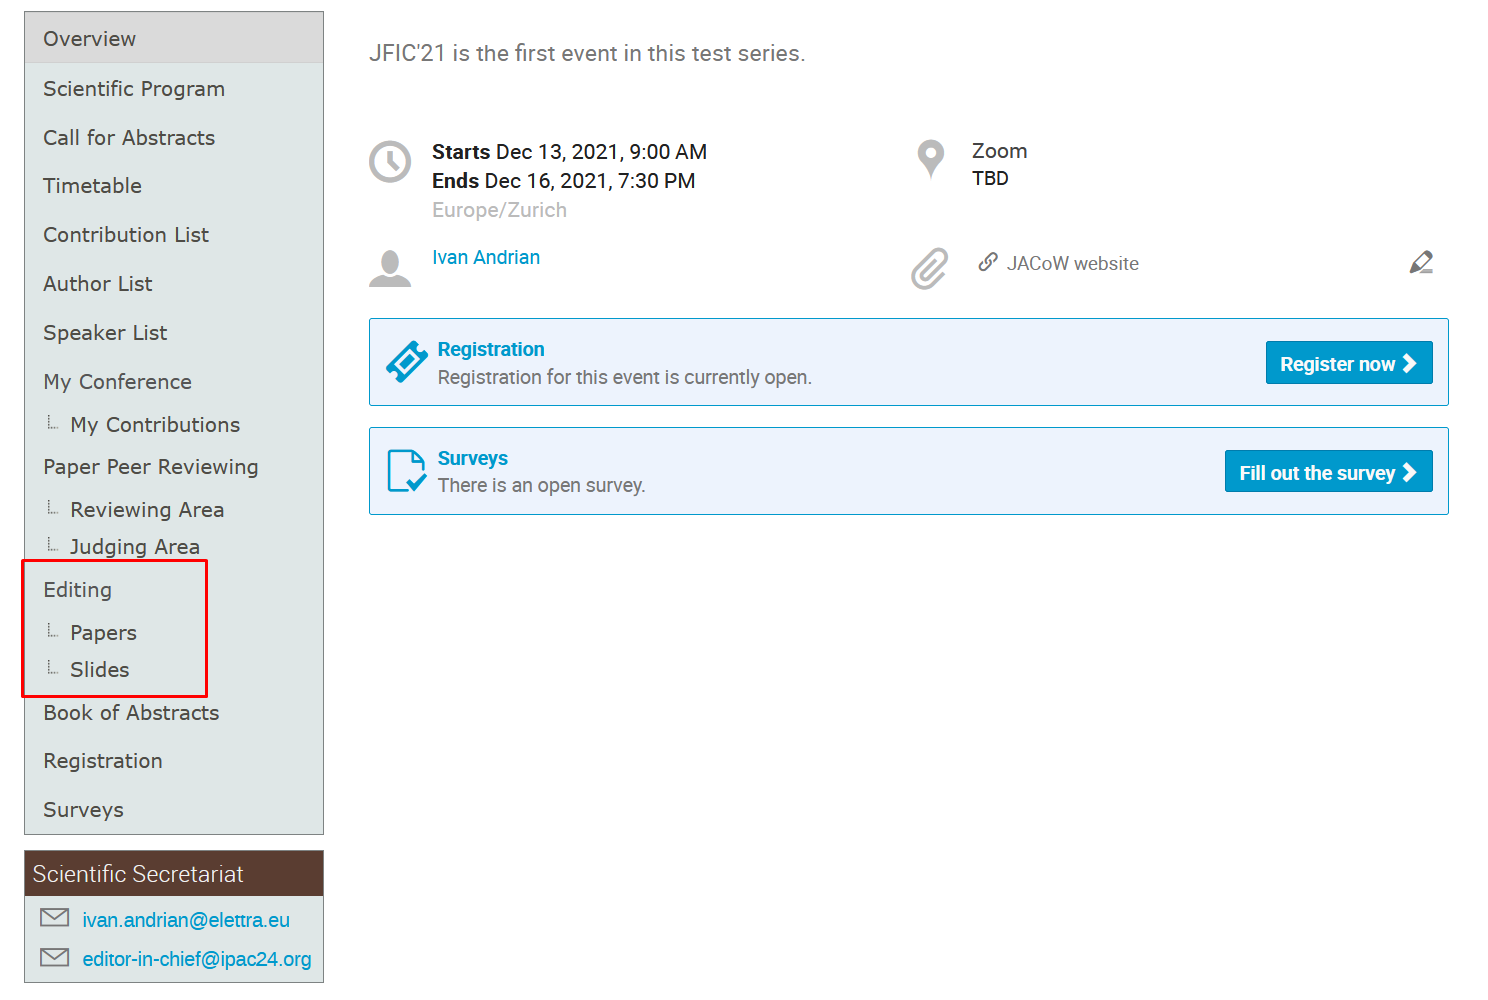 Overview
Scientific Program
Call for Abstracts
Timetable
Contribution List
Author List
Speaker List
My Conference
My Contributions
Paper Peer Reviewing
Reviewing Area
Judging Area
Editing
Papers
Slides
Book of Abstracts
Registration
Surveys
Scientific Secretariat
ivan.andrian@elettra.eu
editor-in-chief@ipac24.org
JFIC'21 is the first event in this test series.
Starts Dec 13, 2021, 9:00 AM
Ends Dec 16, 2021, 7:30 PM
Europe/Zurich
Zoom
TBD
Ivan Andrian
JACoW website
Registration
Registration for this event is currently open.
Register now
Surveys
There is an open survey.
Fill out the survey